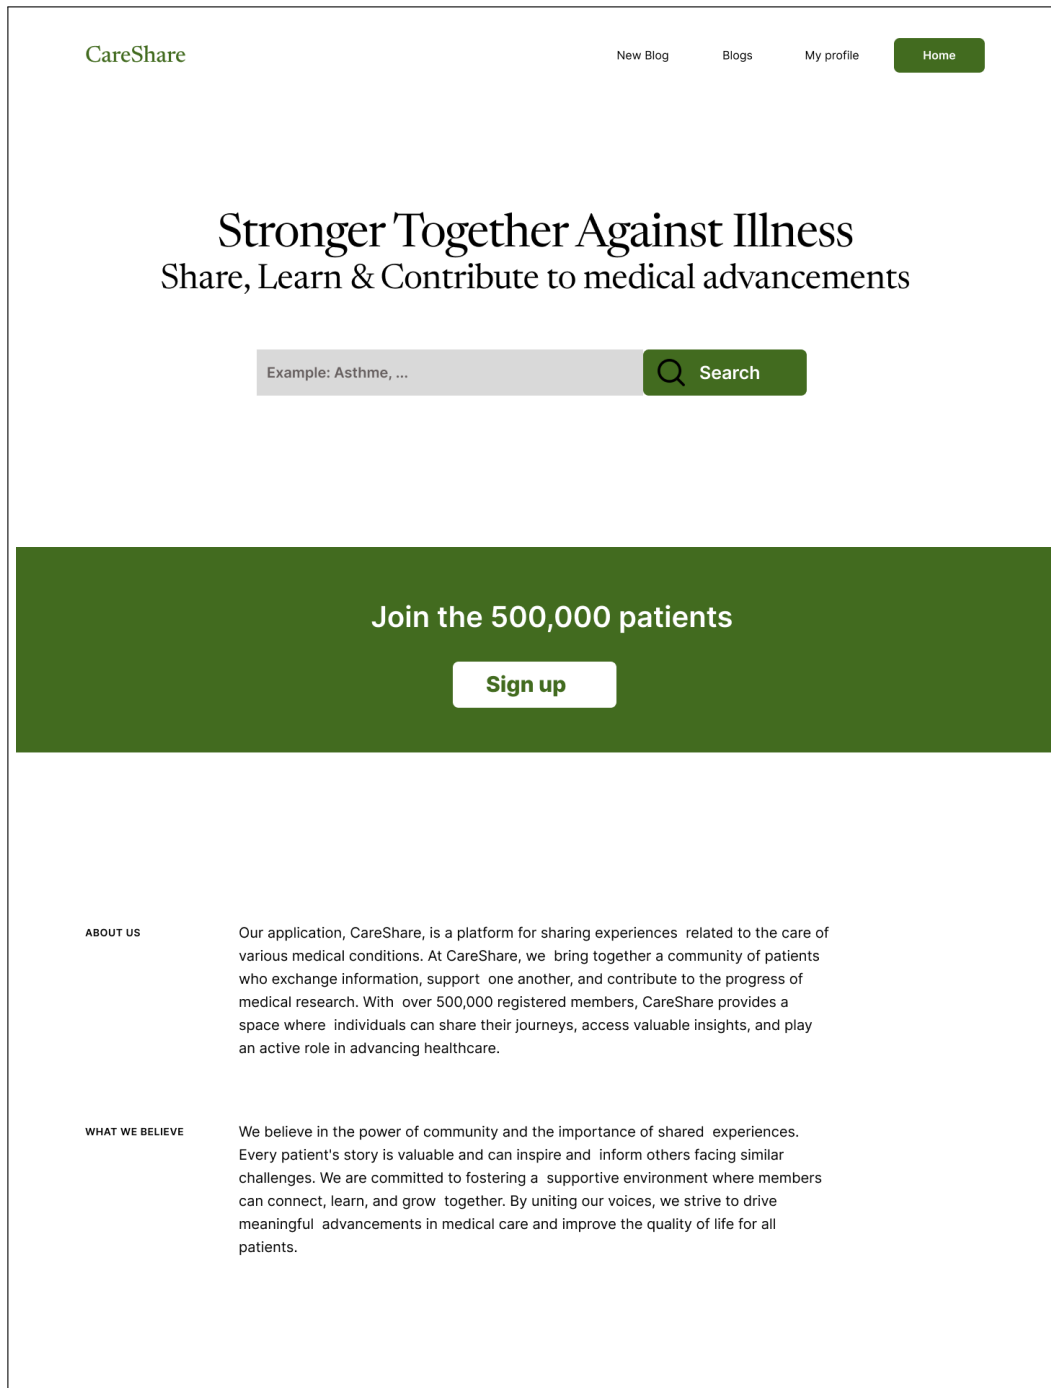 CareShare
New Blog
Blogs
My profile
Home
Stronger Together Against Illness
Share, Learn & Contribute to medical advancements
Example: Asthme, ...
Search
Join the 500,000 patients
Sign up
ABOUT US
Our application, CareShare, is a platform for sharing experiences  related to the care of
various medical conditions. At CareShare, we  bring together a community of patients
who exchange information, support  one another, and contribute to the progress of
medical research. With  over 500,000 registered members, CareShare provides a
space where  individuals can share their journeys, access valuable insights, and play
an active role in advancing healthcare.
WHAT WE BELIEVE
We believe in the power of community and the importance of shared  experiences.
Every patient's story is valuable and can inspire and  inform others facing similar
challenges. We are committed to fostering a  supportive environment where members
can connect, learn, and grow  together. By uniting our voices, we strive to drive
meaningful  advancements in medical care and improve the quality of life for all
patients.